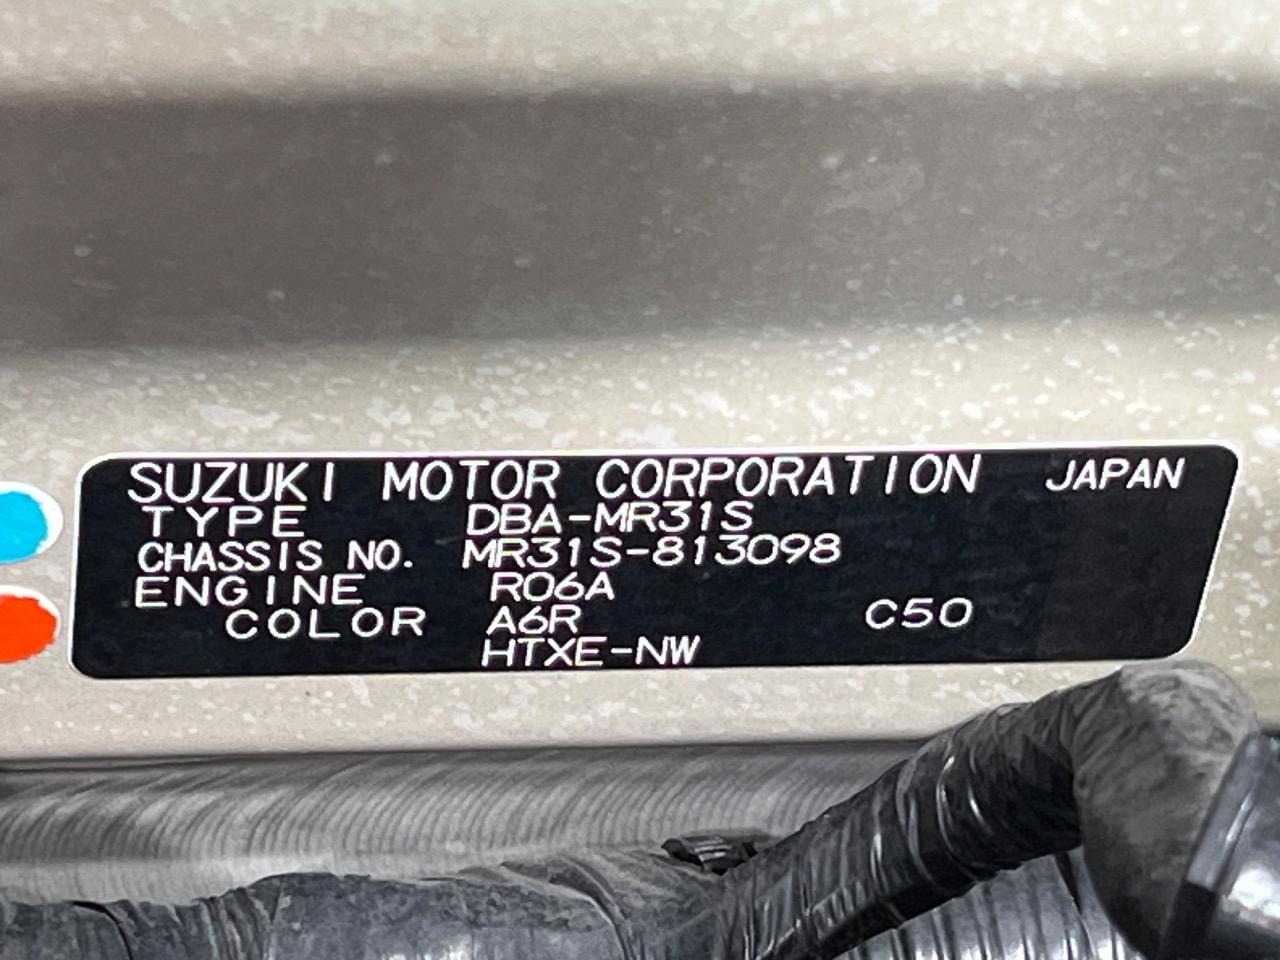 SUZUKI MOTOR CORPORATION JAPAN
TYPE DBA-MR31S
CHASSIS NO. MR31S-813098
ENGINE R06A
COLOR A6R C50
HTXE-NW